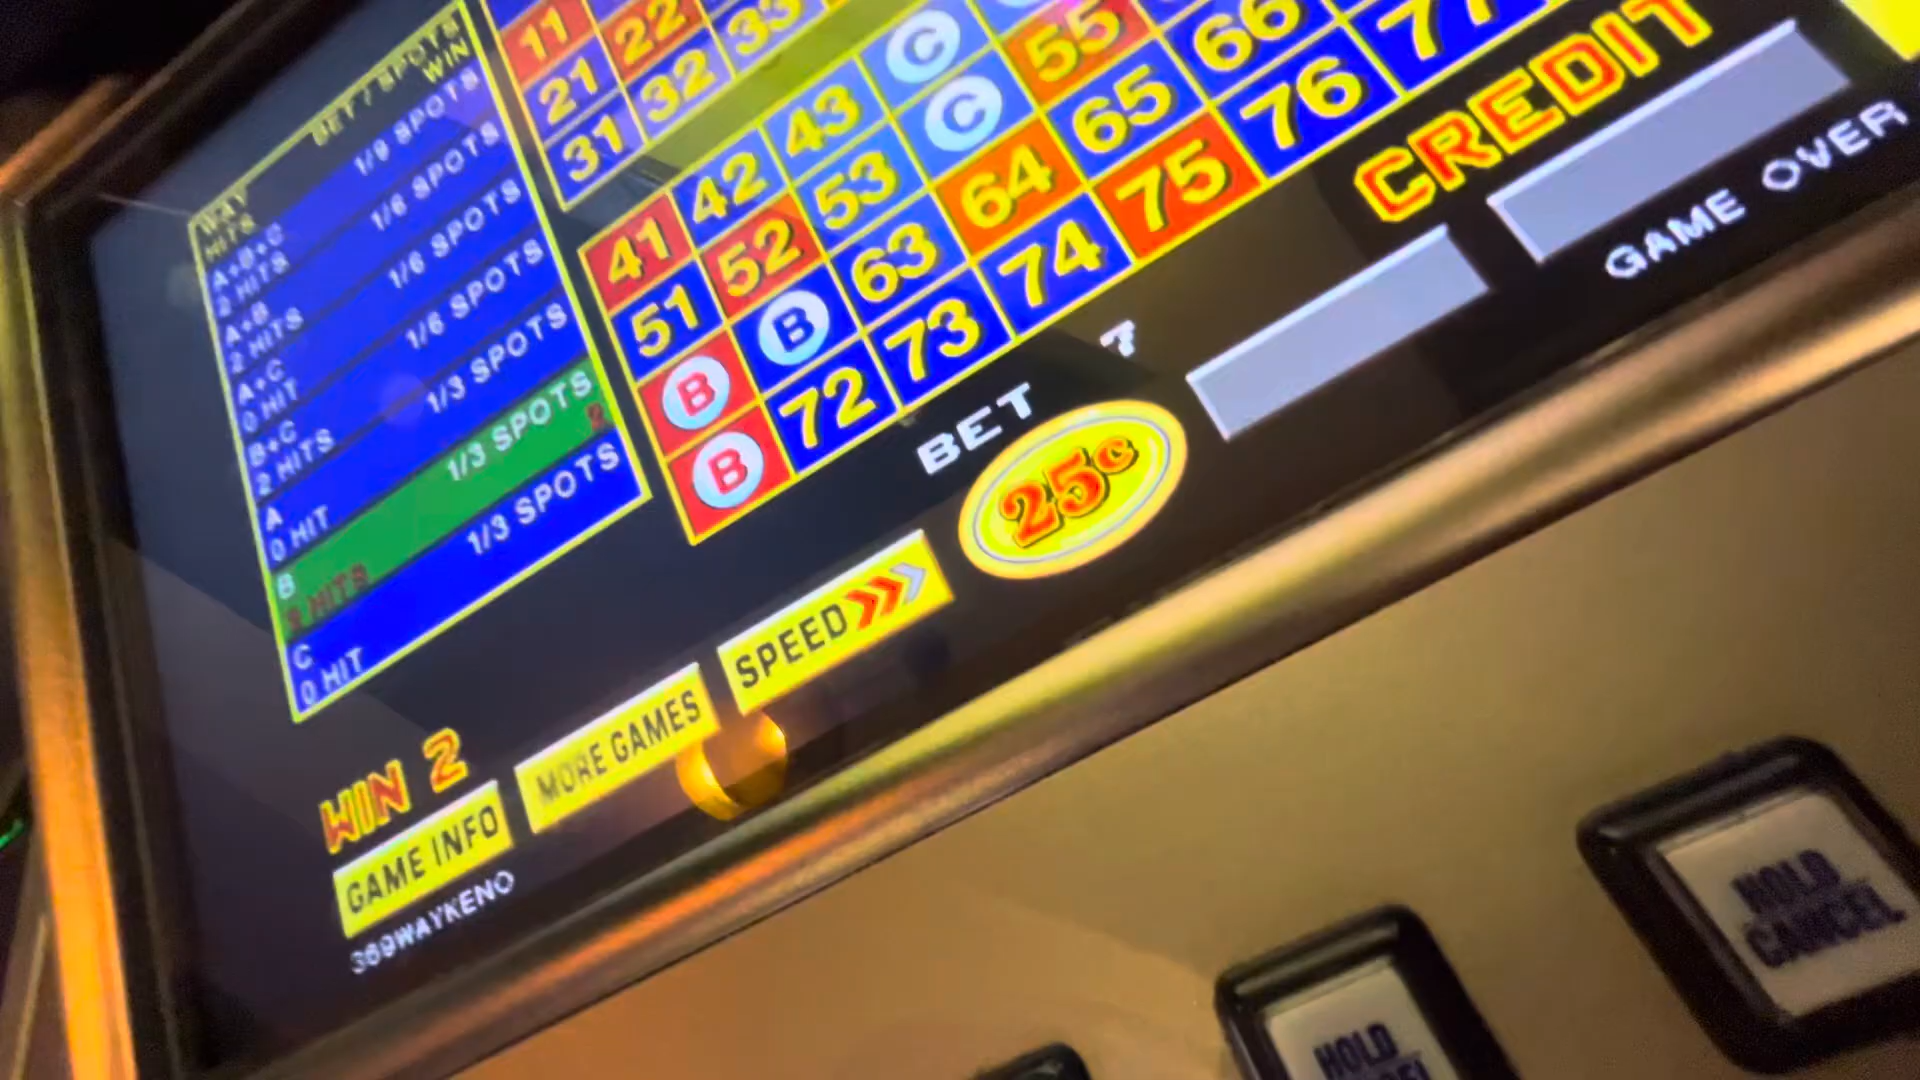 BET / SPOTS
WAY
HITS
WIN
A+B+C 1/9 SPOTS
2 HITS
A+B 1/6 SPOTS
2 HITS
A+C 1/6 SPOTS
0 HIT
B+C 1/6 SPOTS
2 HITS
A 1/3 SPOTS
0 HIT
B 1/3 SPOTS
2 HITS 2
C 1/3 SPOTS
0 HIT
11 22
21 32 33
31
41 42 43 C C 55 66 77
51 52 53 64 65 76
B B 63 74 75
B 72 73
CREDIT
GAME OVER
BET 7
25¢
SPEED
MORE GAMES
WIN 2
GAME INFO
369WAYKENO
HOLD
CANCEL
HOLD